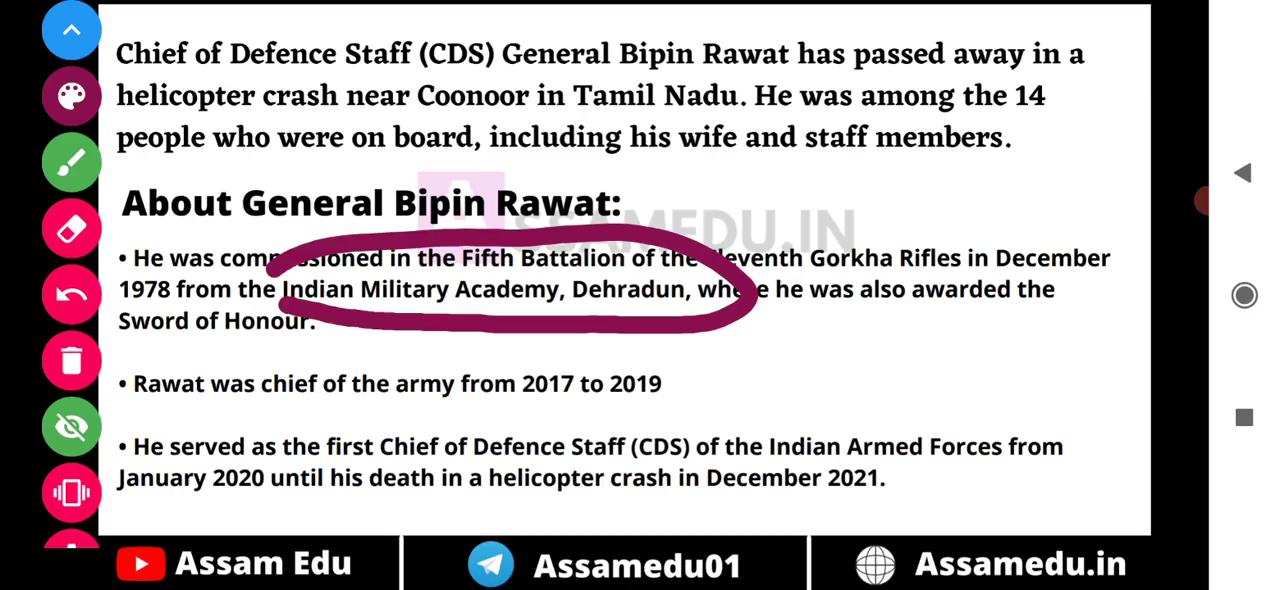 Chief of Defence Staff (CDS) General Bipin Rawat has passed away in a
helicopter crash near Coonoor in Tamil Nadu. He was among the 14
people who were on board, including his wife and staff members.
About General Bipin Rawat:
ASSAMEDU.IN
• He was commissioned in the Fifth Battalion of the Eleventh Gorkha Rifles in December
1978 from the Indian Military Academy, Dehradun, where he was also awarded the
Sword of Honour.
• Rawat was chief of the army from 2017 to 2019
• He served as the first Chief of Defence Staff (CDS) of the Indian Armed Forces from
January 2020 until his death in a helicopter crash in December 2021.
Assam Edu
Assamedu01
Assamedu.in